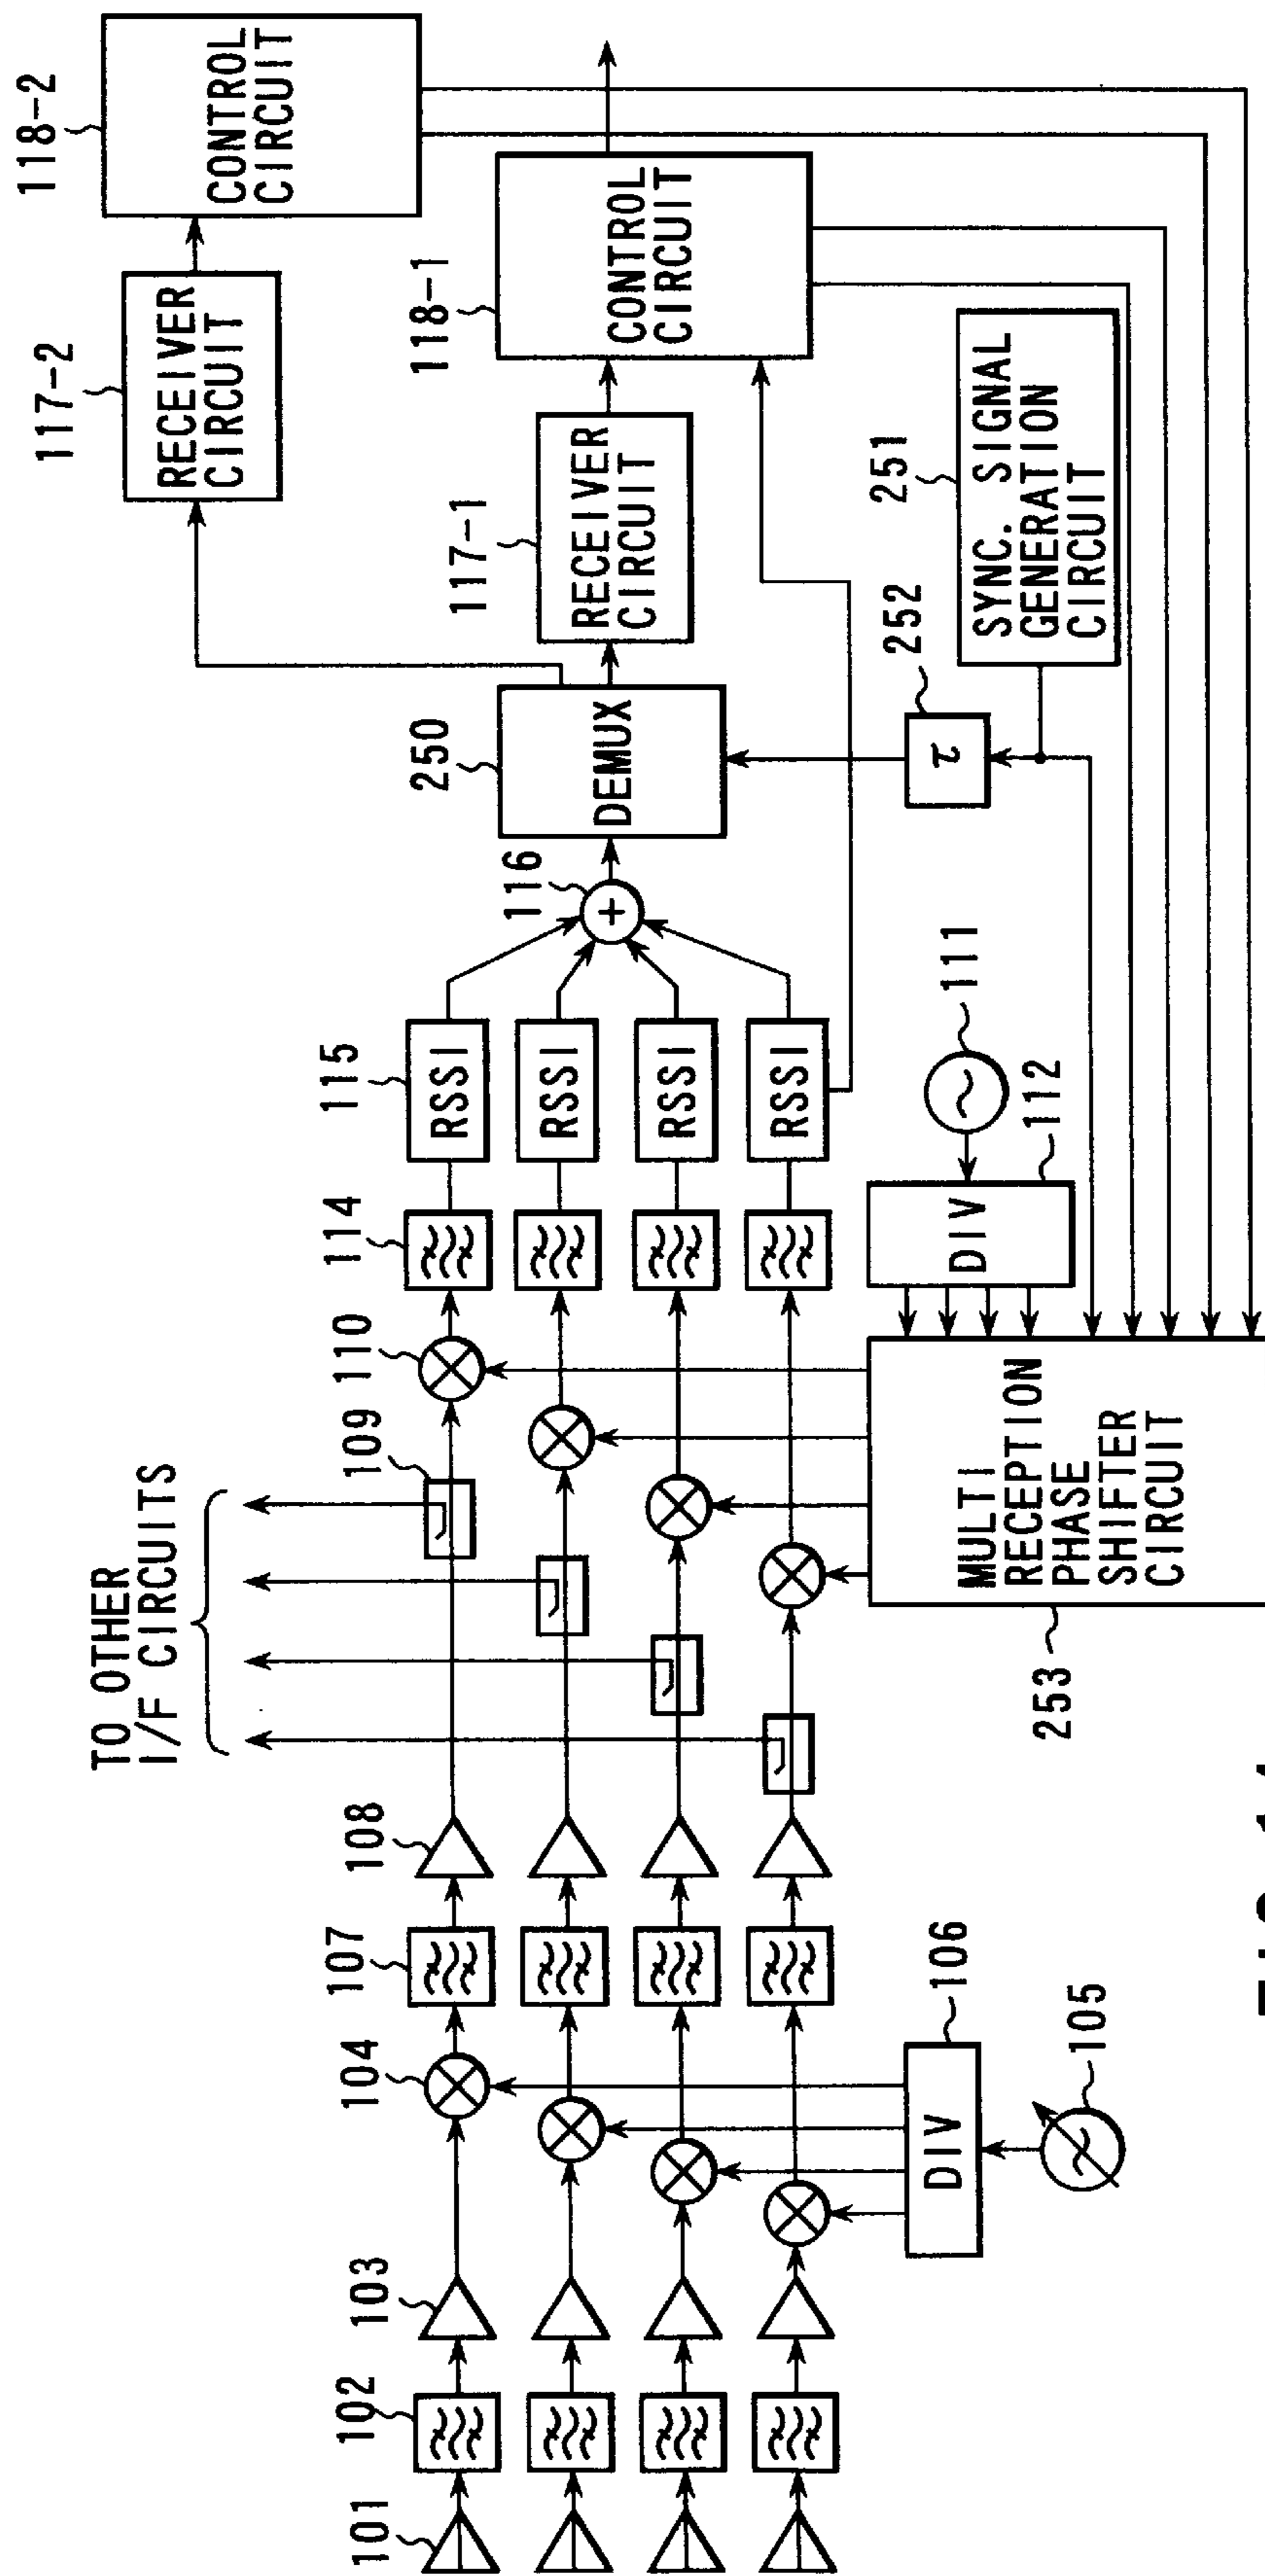 118-2
CONTROL
CIRCUIT
117-2
RECEIVER
CIRCUIT
118-1
CONTROL
CIRCUIT
117-1
RECEIVER
CIRCUIT
251
SYNC. SIGNAL
GENERATION
CIRCUIT
252
τ
250
DEMUX
116
+
115
RSSI
RSSI
RSSI
RSSI
111
112
DIV
114
110
109
TO OTHER
I/F CIRCUITS
MULTI
RECEPTION
PHASE
SHIFTER
CIRCUIT
253
108
107
104
106
DIV
105
103
102
101